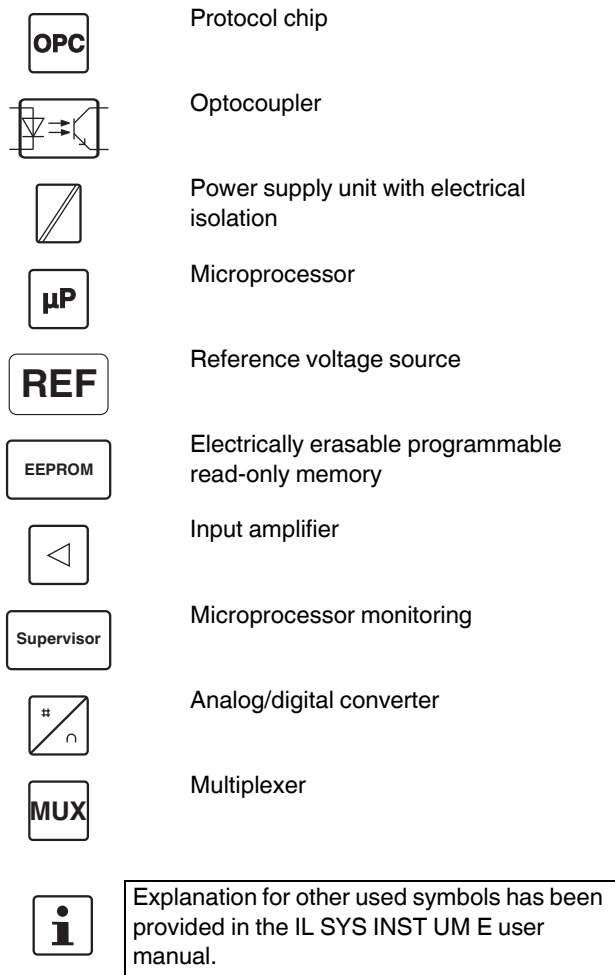 OPC
Protocol chip
Optocoupler
Power supply unit with electrical
isolation
µP
Microprocessor
REF
Reference voltage source
EEPROM
Electrically erasable programmable
read-only memory
Input amplifier
Supervisor
Microprocessor monitoring
#
∩
Analog/digital converter
MUX
Multiplexer
i
Explanation for other used symbols has been
provided in the IL SYS INST UM E user
manual.